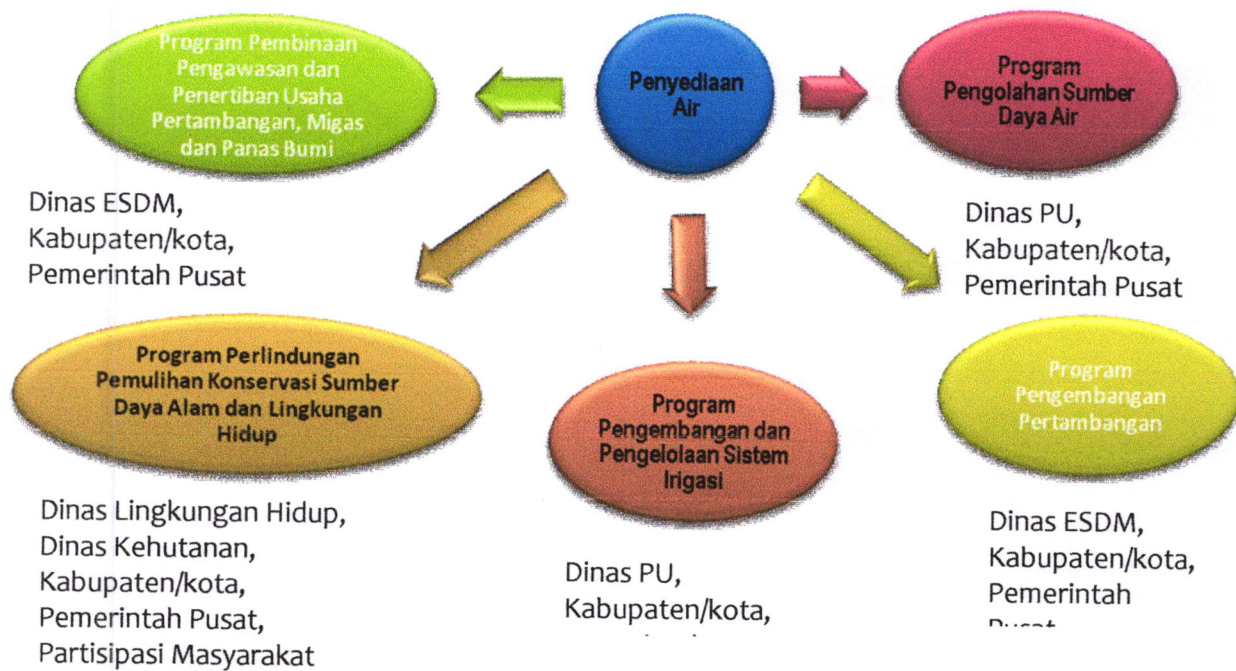 Program Pembinaan
Pengawasan dan
Penertiban Usaha
Pertambangan, Migas
dan Panas Bumi
Penyediaan
Air
Program
Pengolahan Sumber
Daya Air
Dinas ESDM,
Kabupaten/kota,
Pemerintah Pusat
Dinas PU,
Kabupaten/kota,
Pemerintah Pusat
Program Perlindungan
Pemulihan Konservasi Sumber
Daya Alam dan Lingkungan
Hidup
Program
Pengembangan dan
Pengelolaan Sistem
Irigasi
Program
Pengembangan
Pertambangan
Dinas Lingkungan Hidup,
Dinas Kehutanan,
Kabupaten/kota,
Pemerintah Pusat,
Partisipasi Masyarakat
Dinas PU,
Kabupaten/kota,
Dinas ESDM,
Kabupaten/kota,
Pemerintah